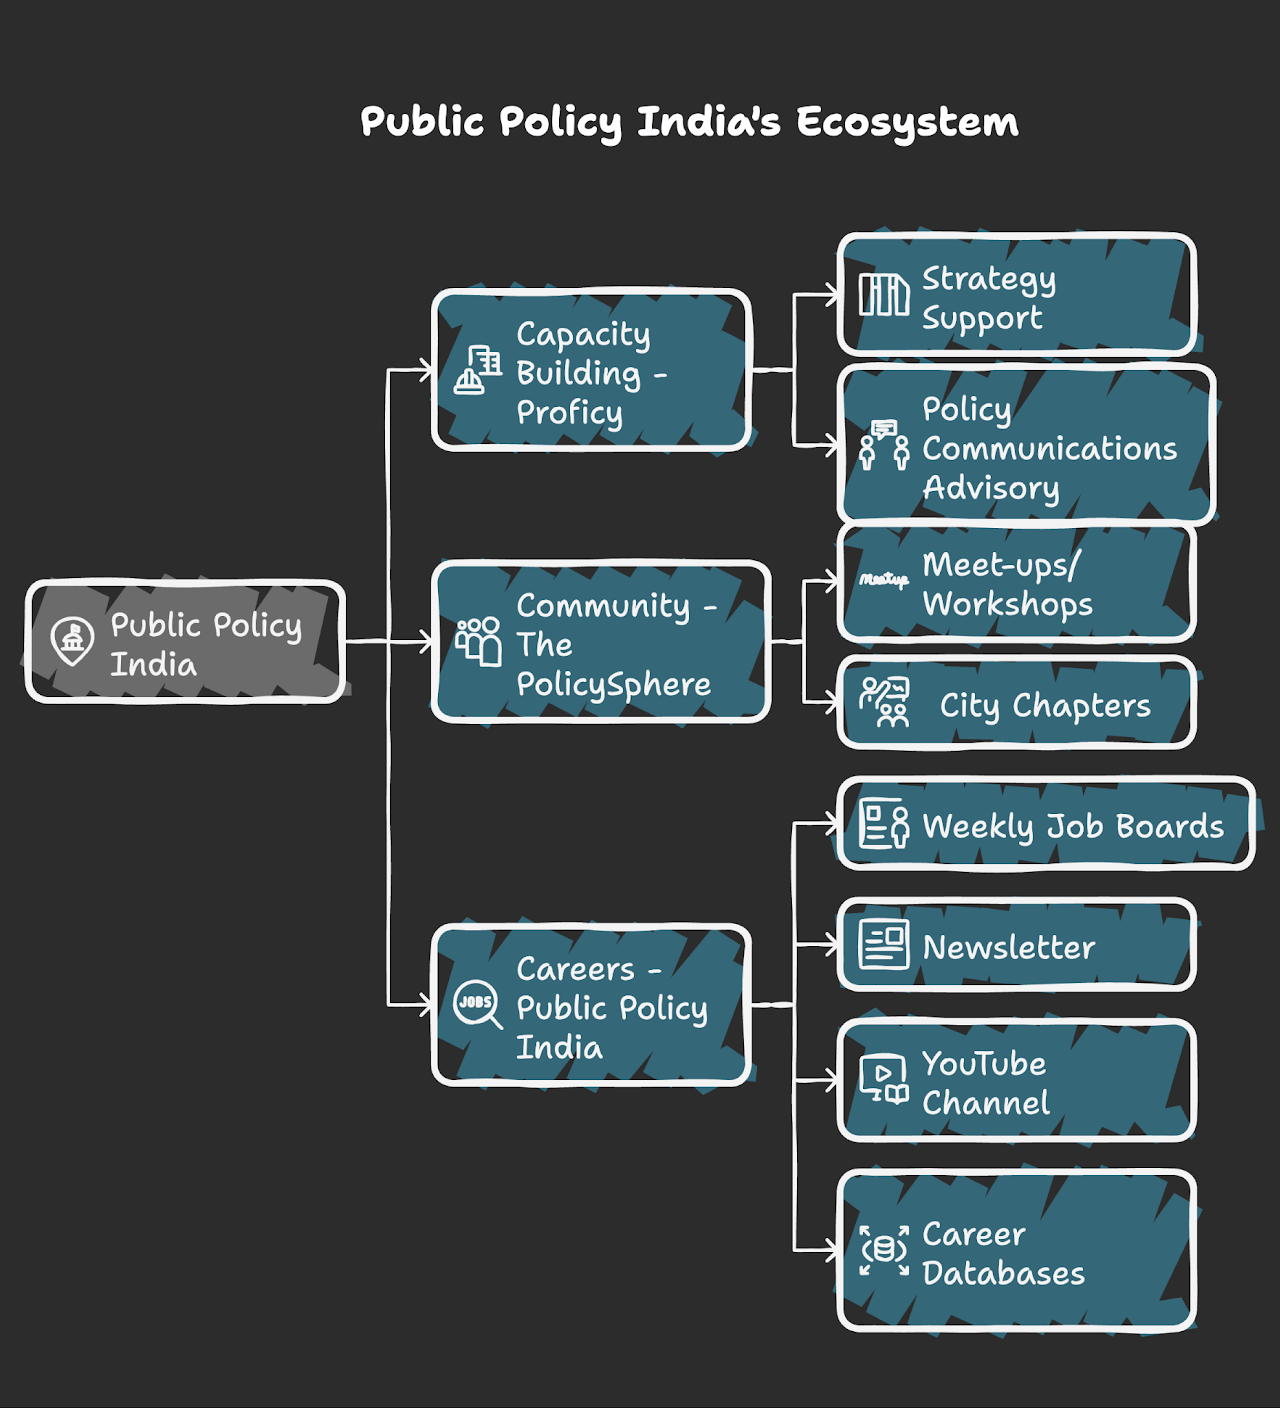 Public Policy India's Ecosystem
Strategy
Support
Capacity
Building -
Proficy
Policy
Communications
Advisory
Meet-ups/
Workshops
meetup
Public Policy
India
Community -
The
PolicySphere
City Chapters
Weekly Job Boards
Newsletter
Careers -
Public Policy
India
JOBS
YouTube
Channel
Career
Databases